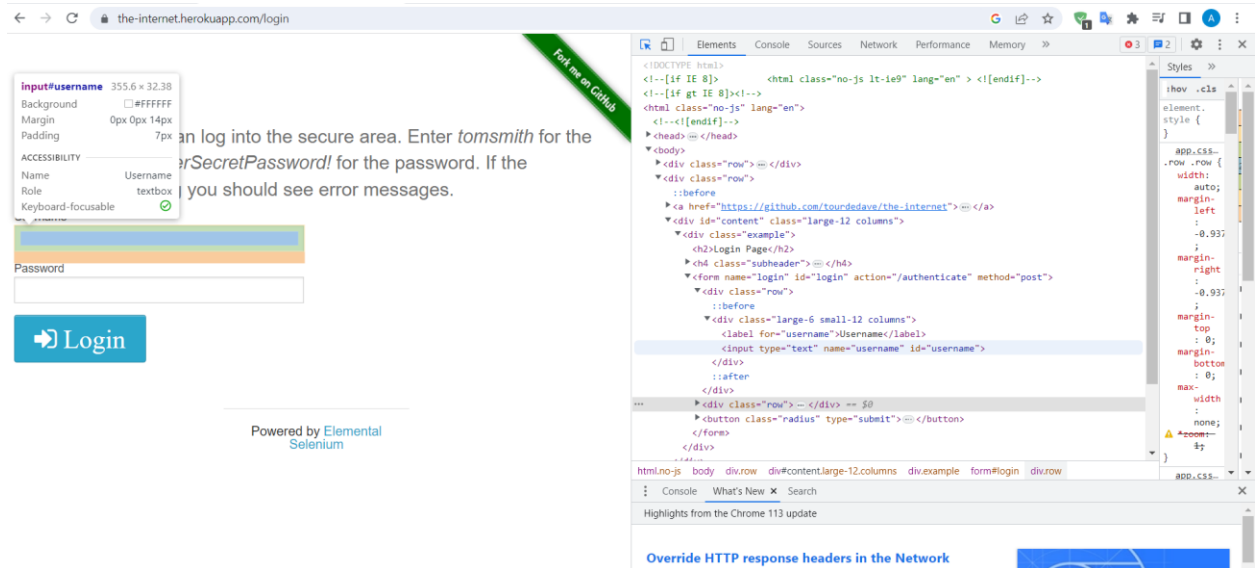 the-internet.herokuapp.com/login
Fork me on GitHub
input#username 355.6 × 32.38
Background #FFFFFF
Margin 0px 0px 14px
Padding 7px
ACCESSIBILITY
Name Username
Role textbox
Keyboard-focusable
an log into the secure area. Enter tomsmith for the
erSecretPassword! for the password. If the
you should see error messages.
Password
Login
Powered by Elemental
Selenium
Elements Console Sources Network Performance Memory » 3 2
<!DOCTYPE html>
<!--[if IE 8]> <html class="no-js lt-ie9" lang="en" > <![endif]-->
<!--[if gt IE 8]><!-->
<html class="no-js" lang="en">
<!--<![endif]-->
<head> … </head>
<body>
<div class="row"> … </div>
<div class="row">
::before
<a href="https://github.com/tourdedave/the-internet"> … </a>
<div id="content" class="large-12 columns">
<div class="example">
<h2>Login Page</h2>
<h4 class="subheader"> … </h4>
<form name="login" id="login" action="/authenticate" method="post">
<div class="row">
::before
<div class="large-6 small-12 columns">
<label for="username">Username</label>
<input type="text" name="username" id="username">
</div>
::after
</div>
… <div class="row"> … </div> == $0
<button class="radius" type="submit"> … </button>
</form>
</div>
html.no-js body div.row div#content.large-12.columns div.example form#login div.row
Styles »
:hov .cls
element.
style {
}
app.css…
.row .row {
width:
auto;
margin-
left
:
-0.937
;
margin-
right
:
-0.937
;
margin-
top
: 0;
margin-
bottom
: 0;
max-
width
:
none;
*zoom:
1;
}
app.css…
Console What's New × Search
Highlights from the Chrome 113 update
Override HTTP response headers in the Network